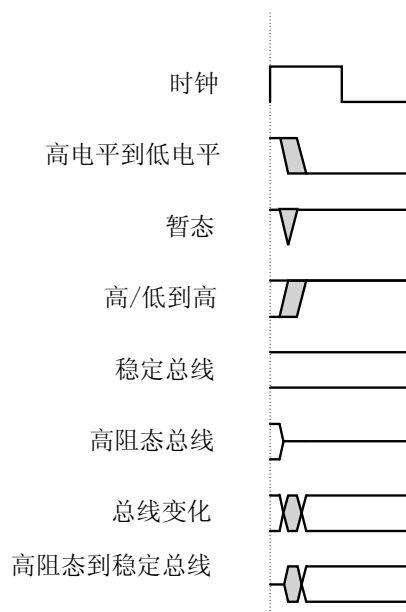 时钟
高电平到低电平
暂态
高/低到高
稳定总线
高阻态总线
总线变化
高阻态到稳定总线